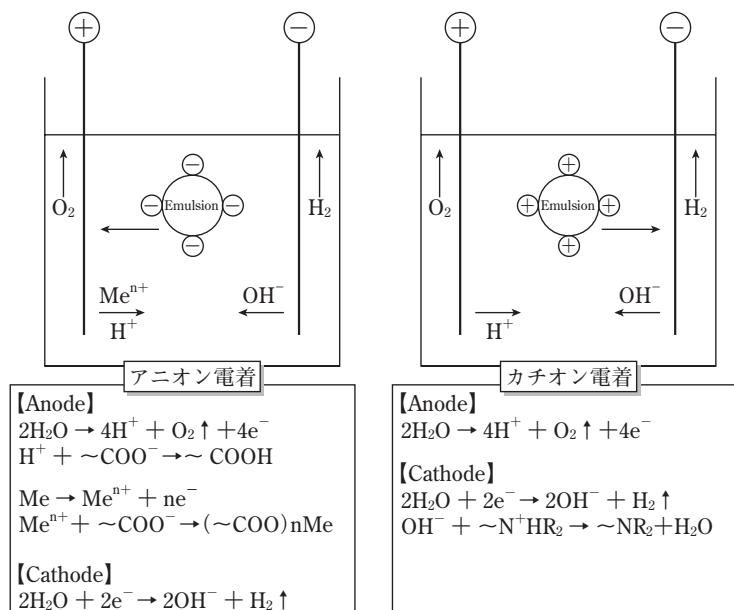 +
−
O₂
− − − −
Emulsion
H₂
Meⁿ⁺
H⁺
OH⁻
アニオン電着
【Anode】
2H₂O → 4H⁺ + O₂↑ +4e⁻
H⁺ + ~COO⁻→~ COOH
Me → Meⁿ⁺ + ne⁻
Meⁿ⁺ + ~COO⁻→(~COO)nMe
【Cathode】
2H₂O + 2e⁻ → 2OH⁻ + H₂↑
+
−
O₂
+ + + +
Emulsion
H₂
H⁺
OH⁻
カチオン電着
【Anode】
2H₂O → 4H⁺ + O₂↑ +4e⁻
【Cathode】
2H₂O + 2e⁻ → 2OH⁻ + H₂↑
OH⁻ + ~N⁺HR₂ → ~NR₂+H₂O